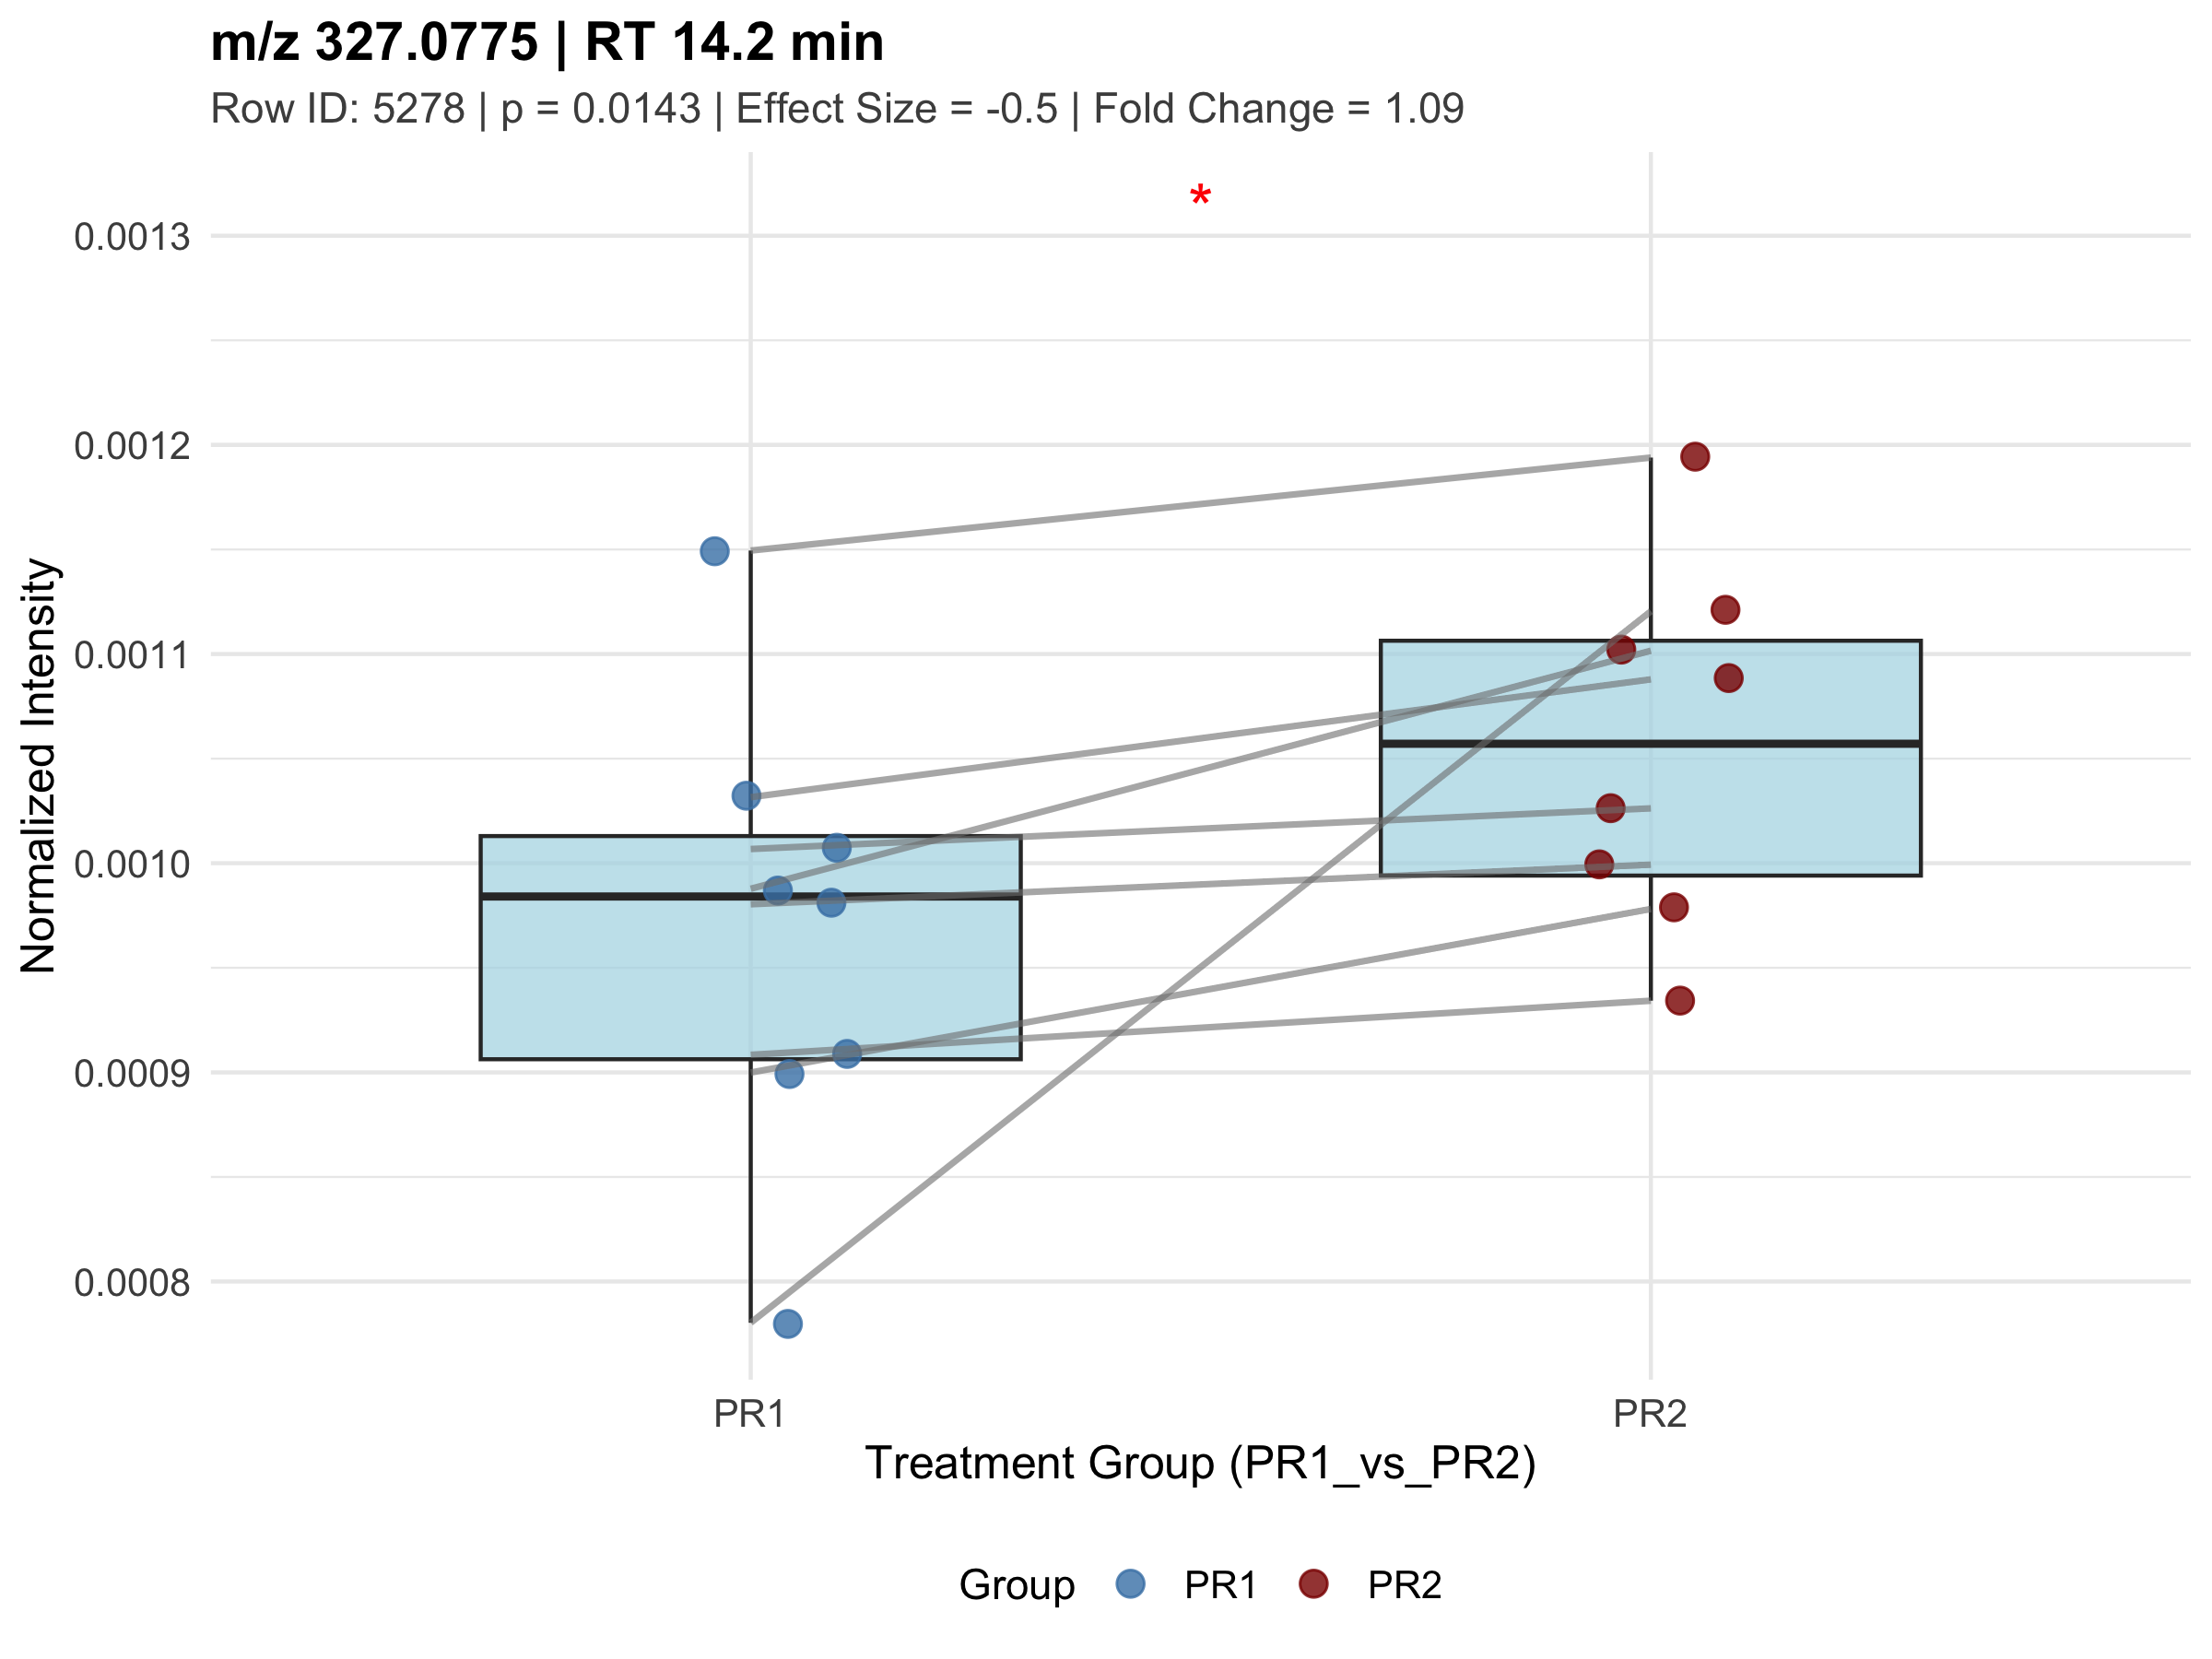 m/z 327.0775 | RT 14.2 min
Row ID: 5278 | p = 0.0143 | Effect Size = -0.5 | Fold Change = 1.09
*
0.0013
0.0012
0.0011
0.0010
0.0009
0.0008
Normalized Intensity
PR1 PR2
Treatment Group (PR1_vs_PR2)
Group PR1 PR2